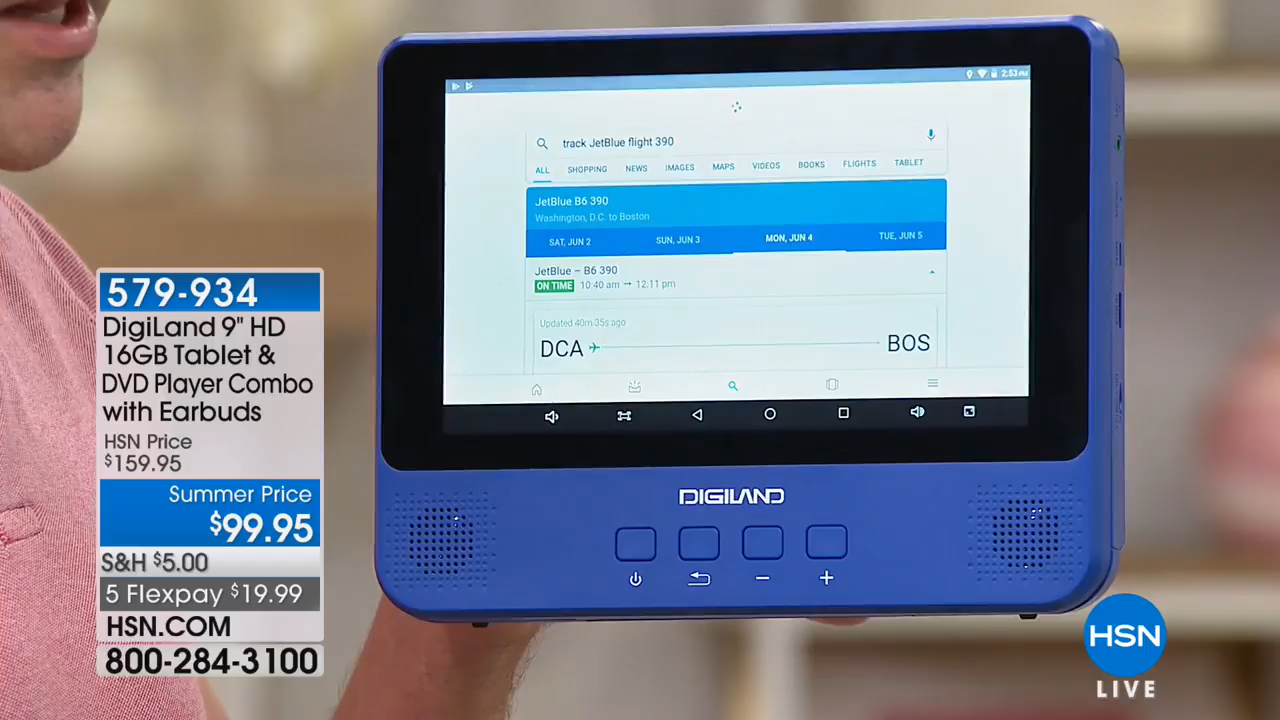 579-934
DigiLand 9" HD
16GB Tablet &
DVD Player Combo
with Earbuds
HSN Price
$159.95
Summer Price
$99.95
S&H $5.00
5 Flexpay $19.99
HSN.COM
800-284-3100
2:53 PM
track JetBlue flight 390
ALL SHOPPING NEWS IMAGES MAPS VIDEOS BOOKS FLIGHTS TABLET
JetBlue B6 390
Washington, D.C. to Boston
SAT, JUN 2 SUN, JUN 3 MON, JUN 4 TUE, JUN 5
JetBlue – B6 390
ON TIME 10:40 am → 12:11 pm
Updated 40m 35s ago
DCA BOS
DIGILAND
HSN
LIVE